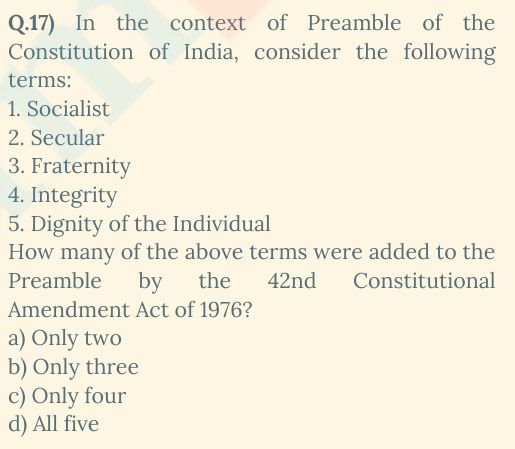 Q.17) In the context of Preamble of the
Constitution of India, consider the following
terms:
1. Socialist
2. Secular
3. Fraternity
4. Integrity
5. Dignity of the Individual
How many of the above terms were added to the
Preamble by the 42nd Constitutional
Amendment Act of 1976?
a) Only two
b) Only three
c) Only four
d) All five